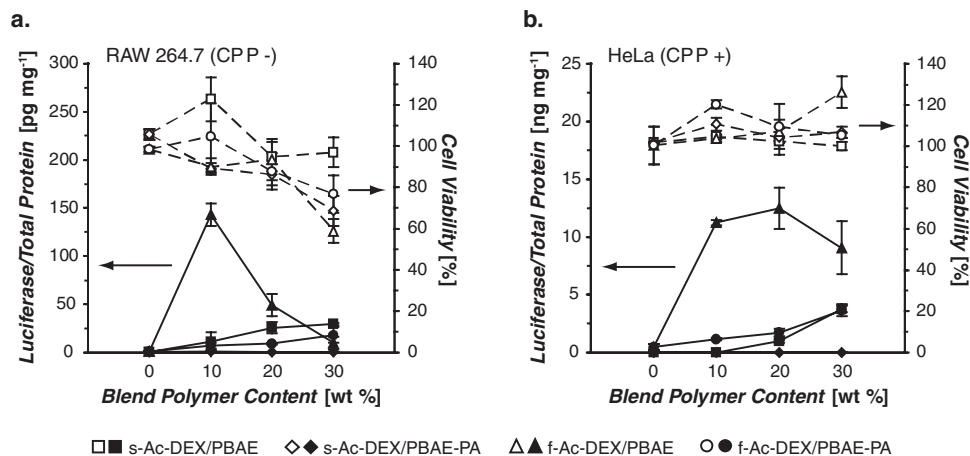 a.
RAW 264.7 (CPP -)
Luciferase/Total Protein [pg mg⁻¹]
300
250
200
150
100
50
0
140
120
100
80
60
40
20
0
Cell Viability [%]
0 10 20 30
Blend Polymer Content [wt %]
b.
HeLa (CPP +)
Luciferase/Total Protein [ng mg⁻¹]
25
20
15
10
5
0
140
120
100
80
60
40
20
0
Cell Viability [%]
0 10 20 30
Blend Polymer Content [wt %]
s-Ac-DEX/PBAE s-Ac-DEX/PBAE-PA f-Ac-DEX/PBAE f-Ac-DEX/PBAE-PA